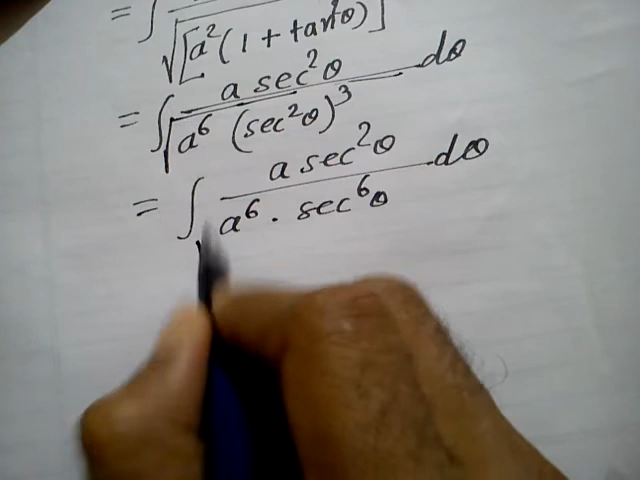 = ∫ √[a²(1 + tan²θ)]
= ∫ a sec²θ / √a⁶ (sec²θ)³ dθ
= ∫ a sec²θ / a⁶ · sec⁶θ dθ